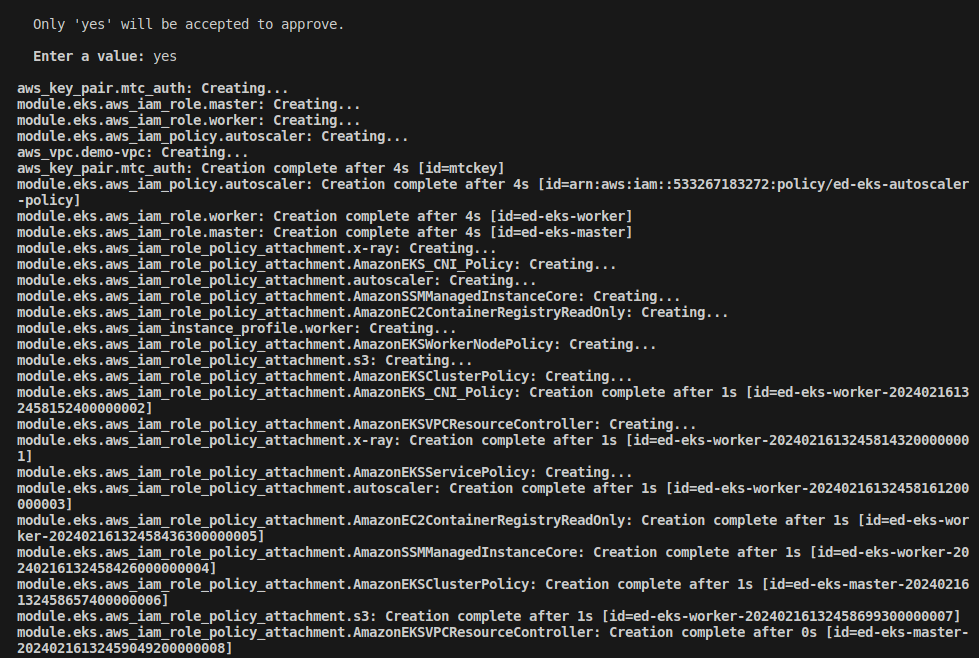 Only 'yes' will be accepted to approve.
Enter a value: yes
aws_key_pair.mtc_auth: Creating...
module.eks.aws_iam_role.master: Creating...
module.eks.aws_iam_role.worker: Creating...
module.eks.aws_iam_policy.autoscaler: Creating...
aws_vpc.demo-vpc: Creating...
aws_key_pair.mtc_auth: Creation complete after 4s [id=mtckey]
module.eks.aws_iam_policy.autoscaler: Creation complete after 4s [id=arn:aws:iam::533267183272:policy/ed-eks-autoscaler
-policy]
module.eks.aws_iam_role.worker: Creation complete after 4s [id=ed-eks-worker]
module.eks.aws_iam_role.master: Creation complete after 4s [id=ed-eks-master]
module.eks.aws_iam_role_policy_attachment.x-ray: Creating...
module.eks.aws_iam_role_policy_attachment.AmazonEKS_CNI_Policy: Creating...
module.eks.aws_iam_role_policy_attachment.autoscaler: Creating...
module.eks.aws_iam_role_policy_attachment.AmazonSSMManagedInstanceCore: Creating...
module.eks.aws_iam_role_policy_attachment.AmazonEC2ContainerRegistryReadOnly: Creating...
module.eks.aws_iam_instance_profile.worker: Creating...
module.eks.aws_iam_role_policy_attachment.AmazonEKSWorkerNodePolicy: Creating...
module.eks.aws_iam_role_policy_attachment.s3: Creating...
module.eks.aws_iam_role_policy_attachment.AmazonEKSClusterPolicy: Creating...
module.eks.aws_iam_role_policy_attachment.AmazonEKS_CNI_Policy: Creation complete after 1s [id=ed-eks-worker-2024021613
2458152400000002]
module.eks.aws_iam_role_policy_attachment.AmazonEKSVPCResourceController: Creating...
module.eks.aws_iam_role_policy_attachment.x-ray: Creation complete after 1s [id=ed-eks-worker-2024021613245814320000000
1]
module.eks.aws_iam_role_policy_attachment.AmazonEKSServicePolicy: Creating...
module.eks.aws_iam_role_policy_attachment.autoscaler: Creation complete after 1s [id=ed-eks-worker-20240216132458161200
000003]
module.eks.aws_iam_role_policy_attachment.AmazonEC2ContainerRegistryReadOnly: Creation complete after 1s [id=ed-eks-wor
ker-20240216132458436300000005]
module.eks.aws_iam_role_policy_attachment.AmazonSSMManagedInstanceCore: Creation complete after 1s [id=ed-eks-worker-20
240216132458426000000004]
module.eks.aws_iam_role_policy_attachment.AmazonEKSClusterPolicy: Creation complete after 1s [id=ed-eks-master-20240216
132458657400000006]
module.eks.aws_iam_role_policy_attachment.s3: Creation complete after 1s [id=ed-eks-worker-20240216132458699300000007]
module.eks.aws_iam_role_policy_attachment.AmazonEKSVPCResourceController: Creation complete after 0s [id=ed-eks-master-
20240216132459049200000008]